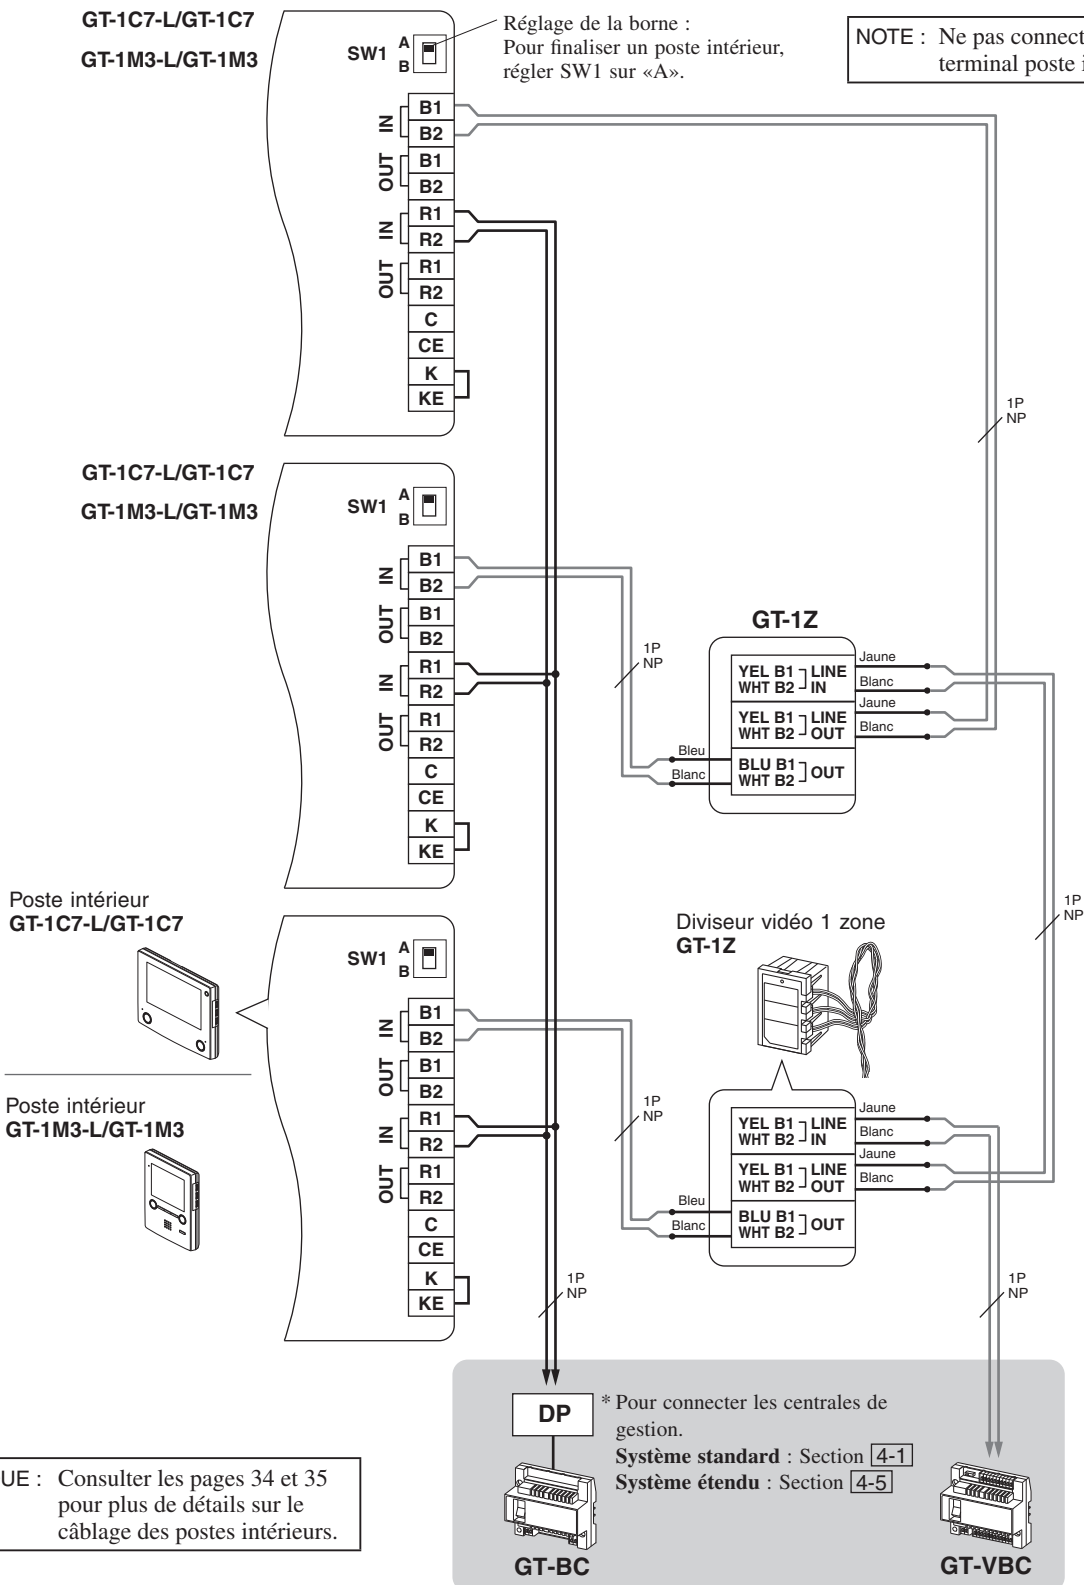 GT-1C7-L/GT-1C7
GT-1M3-L/GT-1M3
SW1
A
B
Réglage de la borne :
Pour finaliser un poste intérieur,
régler SW1 sur «A».
NOTE : Ne pas connect
terminal poste i
IN
B1
B2
OUT
B1
B2
IN
R1
R2
OUT
R1
R2
C
CE
K
KE
1P
NP
GT-1C7-L/GT-1C7
GT-1M3-L/GT-1M3
SW1
A
B
IN
B1
B2
OUT
B1
B2
IN
R1
R2
OUT
R1
R2
C
CE
K
KE
1P
NP
GT-1Z
YEL B1 LINE
WHT B2 IN
YEL B1 LINE
WHT B2 OUT
BLU B1 OUT
WHT B2
Jaune
Blanc
Jaune
Blanc
Bleu
Blanc
1P
NP
Poste intérieur
GT-1C7-L/GT-1C7
Poste intérieur
GT-1M3-L/GT-1M3
SW1
A
B
IN
B1
B2
OUT
B1
B2
IN
R1
R2
OUT
R1
R2
C
CE
K
KE
1P
NP
Diviseur vidéo 1 zone
GT-1Z
YEL B1 LINE
WHT B2 IN
YEL B1 LINE
WHT B2 OUT
BLU B1 OUT
WHT B2
Jaune
Blanc
Jaune
Blanc
Bleu
Blanc
1P
NP
1P
NP
DP
* Pour connecter les centrales de
gestion.
Système standard : Section 4-1
Système étendu : Section 4-5
GT-BC
GT-VBC
UE : Consulter les pages 34 et 35
pour plus de détails sur le
câblage des postes intérieurs.